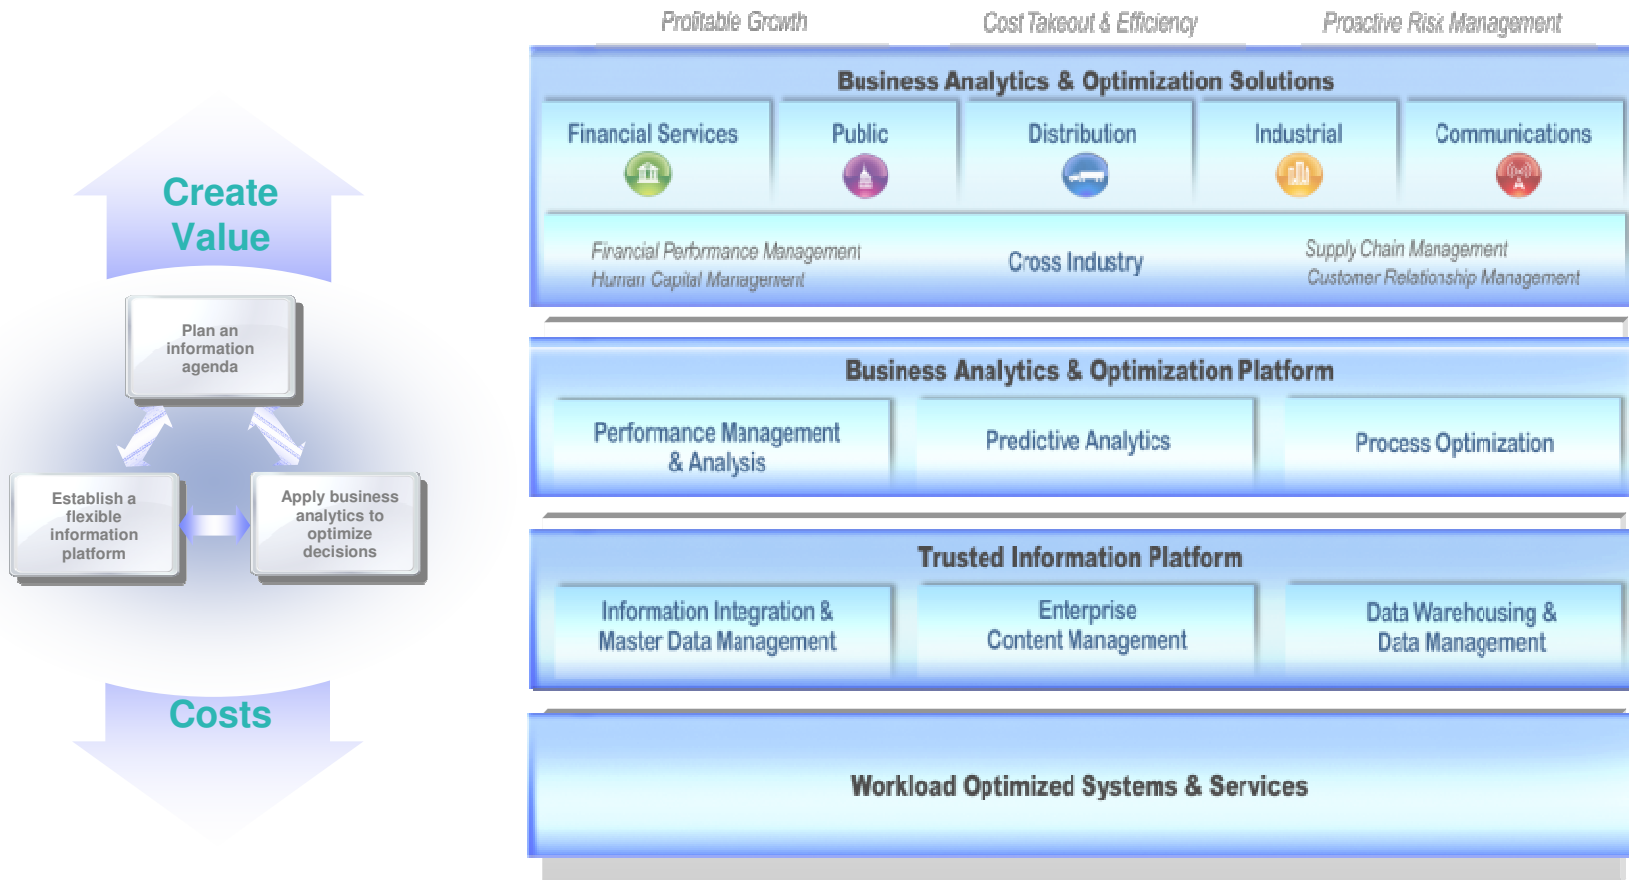 Profitable Growth
Cost Takeout & Efficiency
Proactive Risk Management
Business Analytics & Optimization Solutions
Financial Services
Public
Distribution
Industrial
Communications
Financial Performance Management
Human Capital Management
Cross Industry
Supply Chain Management
Customer Relationship Management
Business Analytics & Optimization Platform
Performance Management
& Analysis
Predictive Analytics
Process Optimization
Trusted Information Platform
Information Integration &
Master Data Management
Enterprise
Content Management
Data Warehousing &
Data Management
Workload Optimized Systems & Services
Create
Value
Plan an
information
agenda
Establish a
flexible
information
platform
Apply business
analytics to
optimize
decisions
Costs